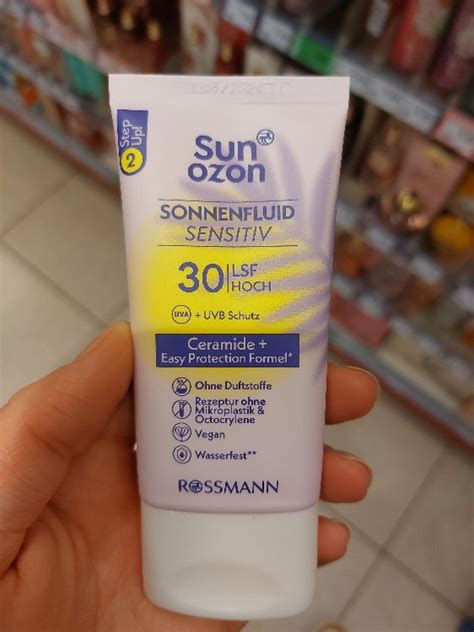 Step
Up!
2
Sun
ozon
SONNENFLUID
SENSITIV
30 LSF
HOCH
UVA + UVB Schutz
Ceramide +
Easy Protection Formel*
Ohne Duftstoffe
Rezeptur ohne
Mikroplastik &
Octocrylene
Vegan
Wasserfest**
ROSSMANN